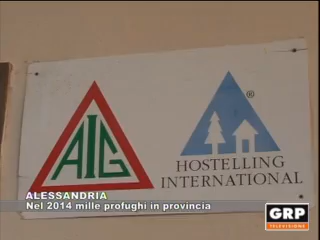 AIG
®
HOSTELLING
INTERNATIONAL
ALESSANDRIA
Nel 2014 mille profughi in provincia
GRP
TELEVISIONE